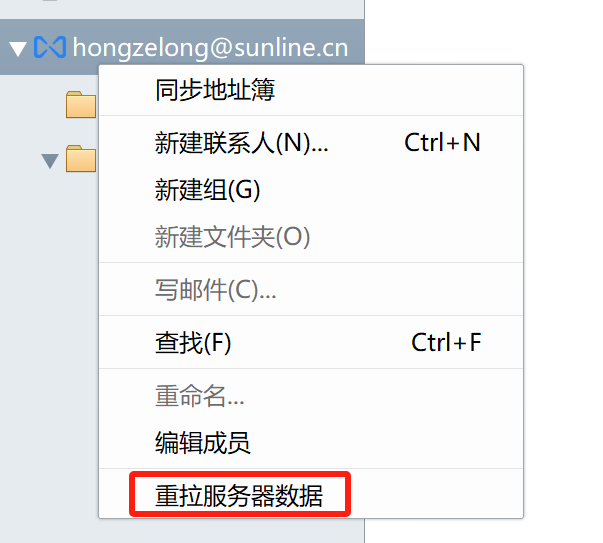 hongzelong@sunline.cn
同步地址簿
新建联系人(N)... Ctrl+N
新建组(G)
新建文件夹(O)
写邮件(C)...
查找(F) Ctrl+F
重命名...
编辑成员
重拉服务器数据